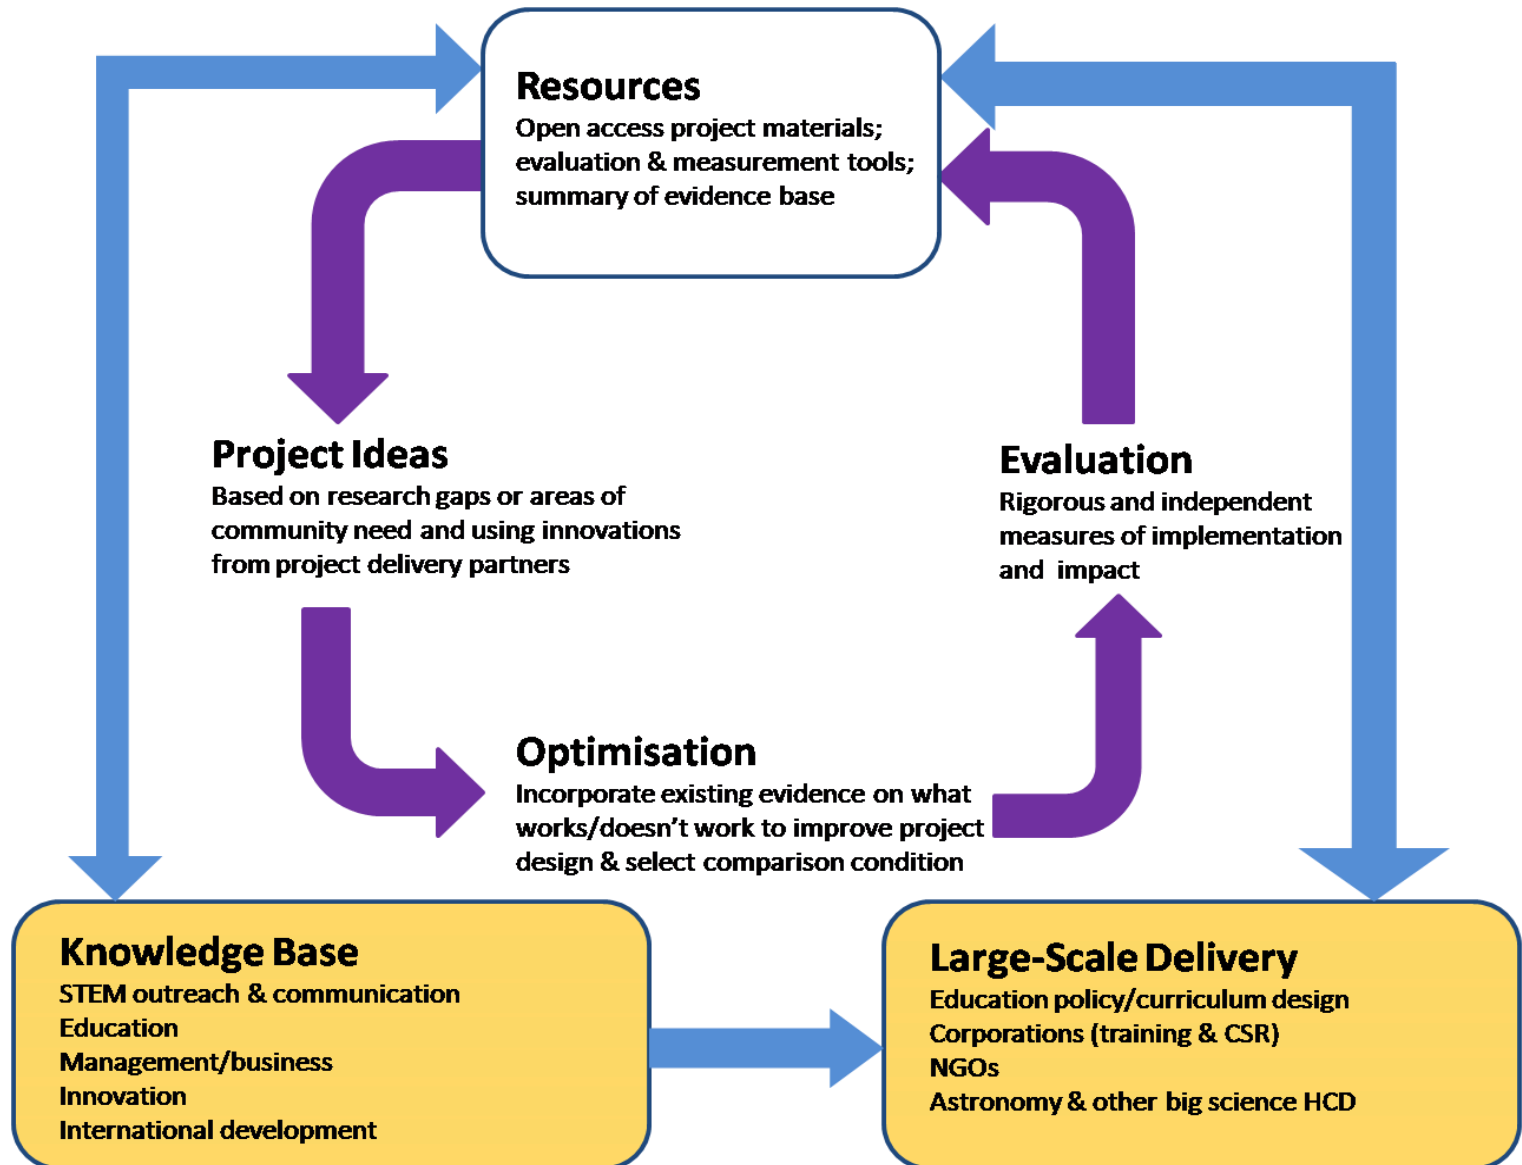 Resources
Open access project materials;
evaluation & measurement tools;
summary of evidence base
Project Ideas
Based on research gaps or areas of
community need and using innovations
from project delivery partners
Evaluation
Rigorous and independent
measures of implementation
and impact
Optimisation
Incorporate existing evidence on what
works/doesn't work to improve project
design & select comparison condition
Knowledge Base
STEM outreach & communication
Education
Management/business
Innovation
International development
Large-Scale Delivery
Education policy/curriculum design
Corporations (training & CSR)
NGOs
Astronomy & other big science HCD